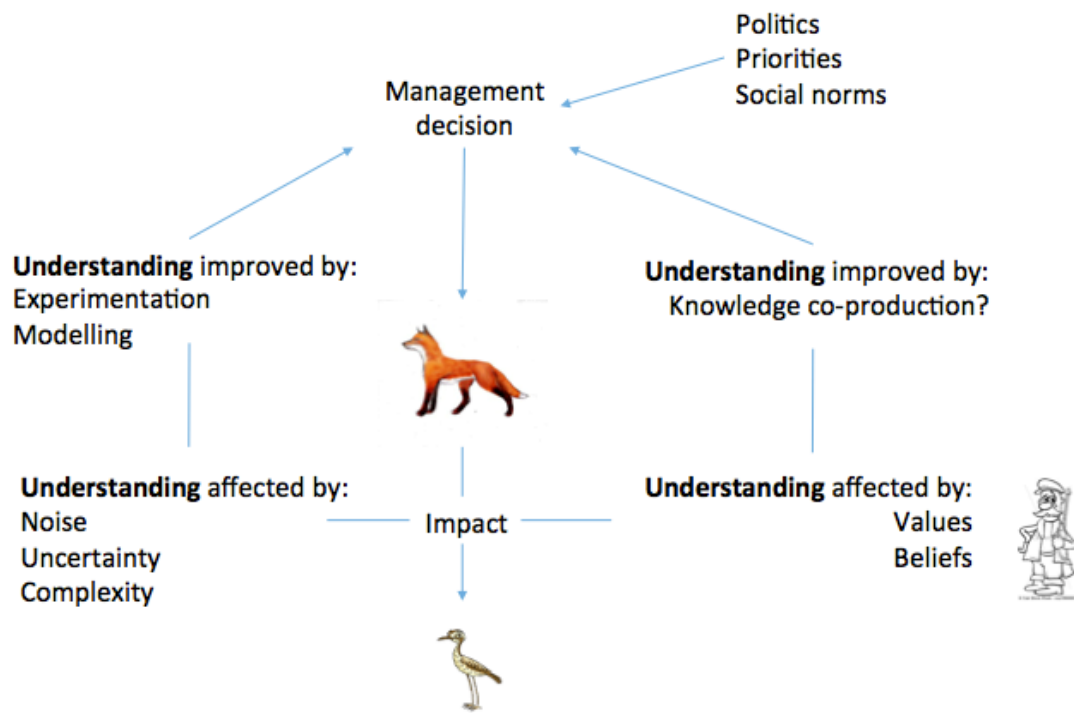 Politics
Priorities
Social norms
Management
decision
Understanding improved by:
Experimentation
Modelling
Understanding improved by:
Knowledge co-production?
Understanding affected by:
Noise
Uncertainty
Complexity
Impact
Understanding affected by:
Values
Beliefs